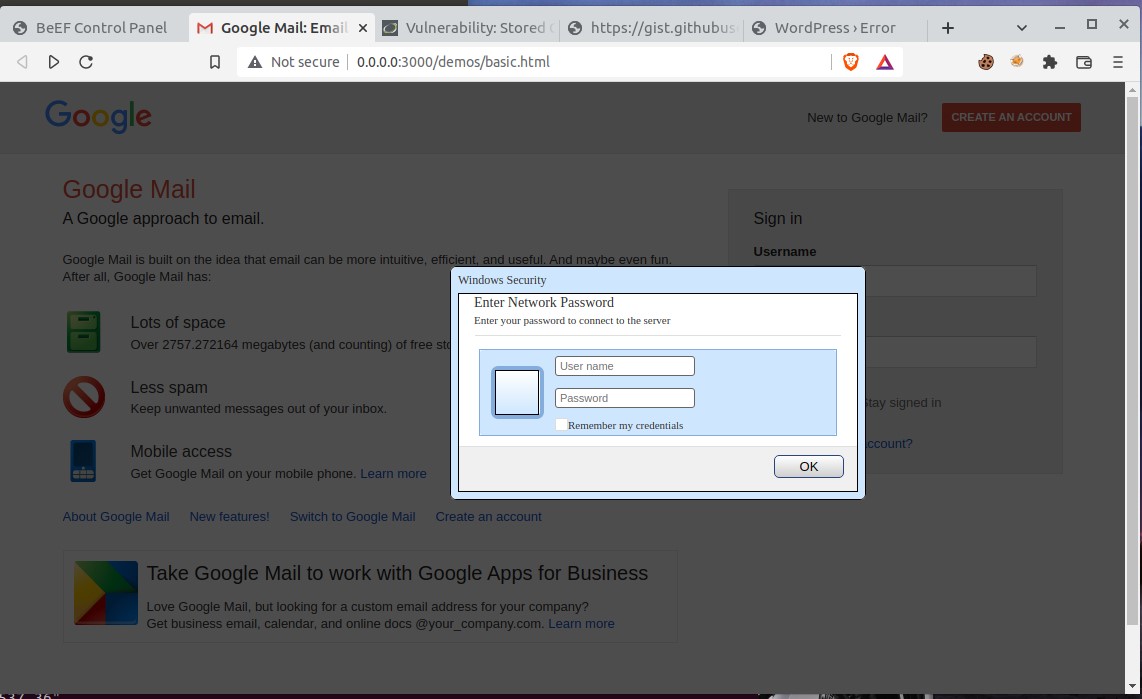 BeEF Control Panel
Google Mail: Email
Vulnerability: Stored
https://gist.githubus
WordPress › Error
Not secure
0.0.0.0:3000/demos/basic.html
Google
New to Google Mail?
CREATE AN ACCOUNT
Google Mail
A Google approach to email.
Google Mail is built on the idea that email can be more intuitive, efficient, and useful. And maybe even fun.
After all, Google Mail has:
Lots of space
Over 2757.272164 megabytes (and counting) of free sto
Less spam
Keep unwanted messages out of your inbox.
Mobile access
Get Google Mail on your mobile phone. Learn more
About Google Mail
New features!
Switch to Google Mail
Create an account
Take Google Mail to work with Google Apps for Business
Love Google Mail, but looking for a custom email address for your company?
Get business email, calendar, and online docs @your_company.com. Learn more
Sign in
Username
Stay signed in
ccount?
Windows Security
Enter Network Password
Enter your password to connect to the server
User name
Password
Remember my credentials
OK